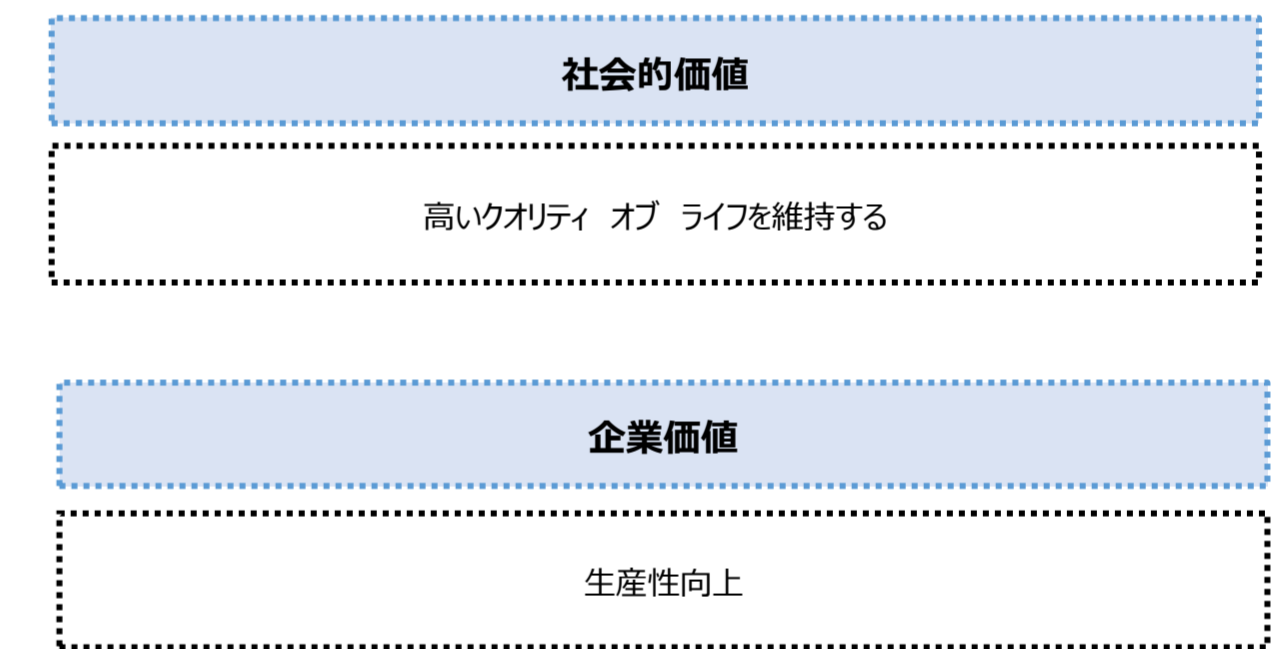 社会的価値
高いクオリティ　オブ　ライフを維持する
企業価値
生産性向上